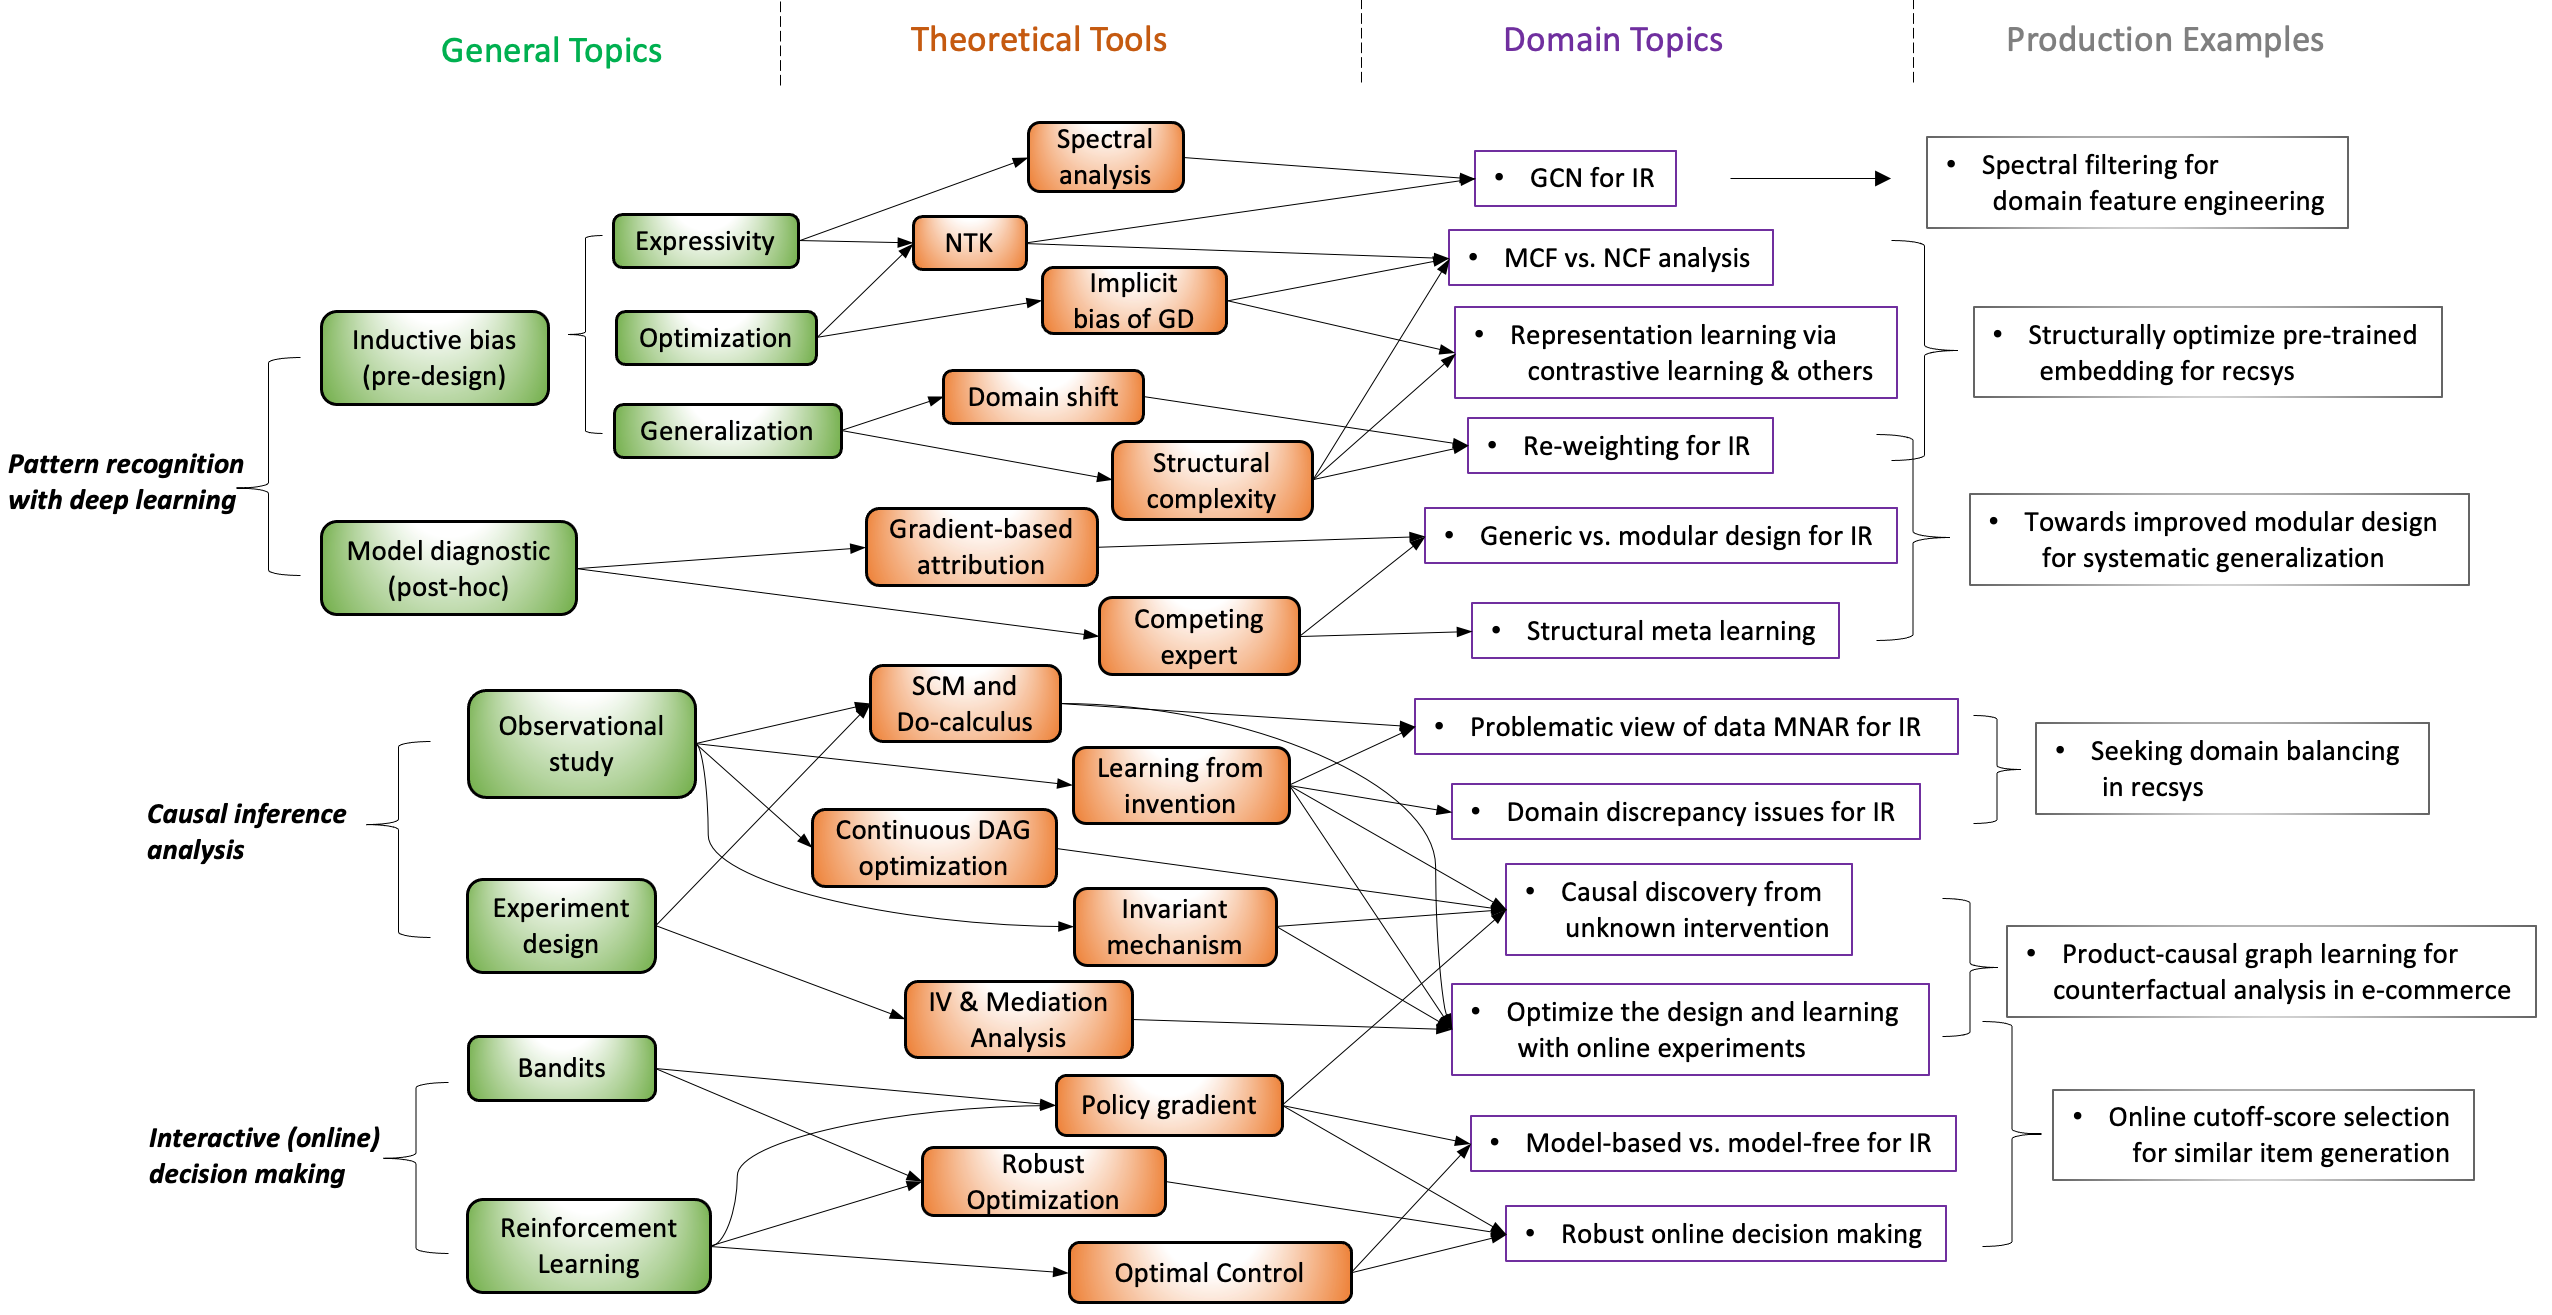 General Topics
Theoretical Tools
Domain Topics
Production Examples
Pattern recognition
with deep learning
Inductive bias
(pre-design)
Expressivity
Optimization
Generalization
Model diagnostic
(post-hoc)
Spectral
analysis
NTK
Implicit
bias of GD
Domain shift
Structural
complexity
Gradient-based
attribution
Competing
expert
• GCN for IR
• MCF vs. NCF analysis
• Representation learning via
contrastive learning & others
• Re-weighting for IR
• Generic vs. modular design for IR
• Structural meta learning
• Spectral filtering for
domain feature engineering
• Structurally optimize pre-trained
embedding for recsys
• Towards improved modular design
for systematic generalization
Causal inference
analysis
Observational
study
Experiment
design
SCM and
Do-calculus
Learning from
invention
Continuous DAG
optimization
Invariant
mechanism
IV & Mediation
Analysis
• Problematic view of data MNAR for IR
• Domain discrepancy issues for IR
• Causal discovery from
unknown intervention
• Optimize the design and learning
with online experiments
• Seeking domain balancing
in recsys
• Product-causal graph learning for
counterfactual analysis in e-commerce
Interactive (online)
decision making
Bandits
Reinforcement
Learning
Policy gradient
Robust
Optimization
Optimal Control
• Model-based vs. model-free for IR
• Robust online decision making
• Online cutoff-score selection
for similar item generation